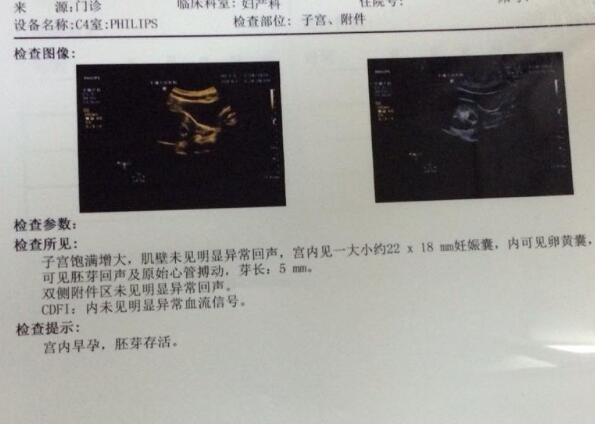 来 源:门诊 临床科室:妇产科 住院号:
设备名称:C4室:PHILIPS 检查部位: 子宫、附件
检查图像:
PHILIPS
检查参数:
检查所见:
子宫饱满增大，肌壁未见明显异常回声，宫内见一大小约22 x 18 mm妊娠囊，内可见卵黄囊，
可见胚芽回声及原始心管搏动，芽长: 5 mm。
双侧附件区未见明显异常回声。
CDFI: 内未见明显异常血流信号。
检查提示:
宫内早孕，胚芽存活。